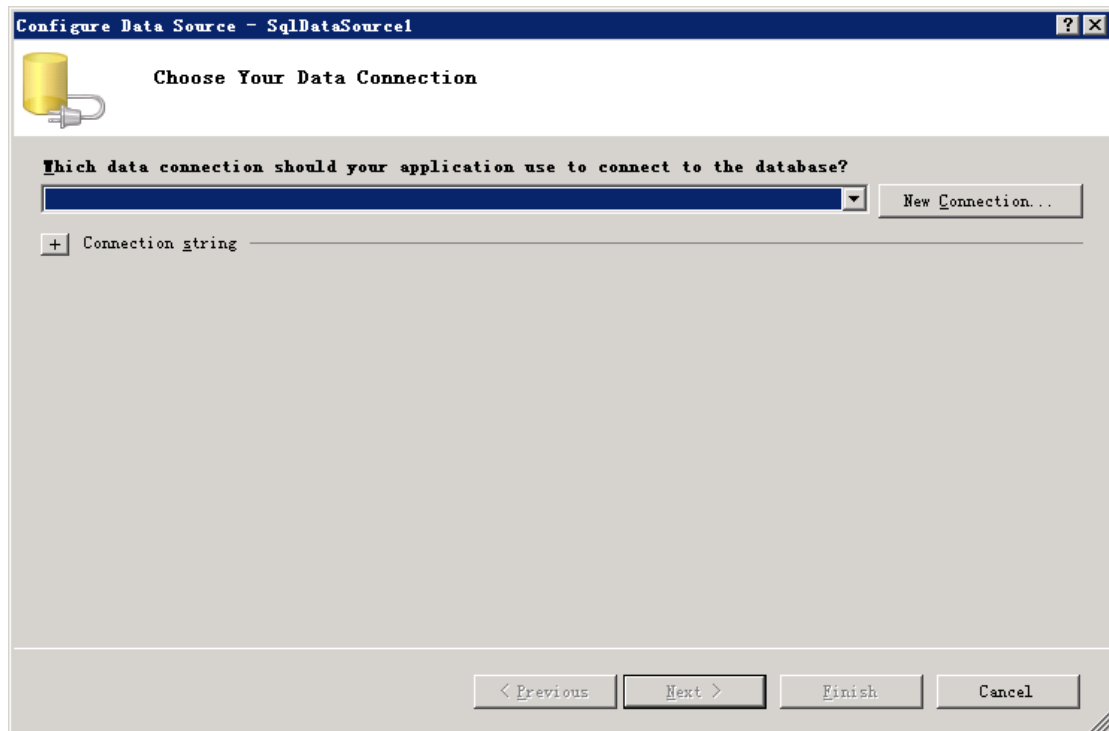 Configure Data Source - SqlDataSource1
Choose Your Data Connection
Which data connection should your application use to connect to the database?
New Connection...
+ Connection string
< Previous
Next >
Finish
Cancel